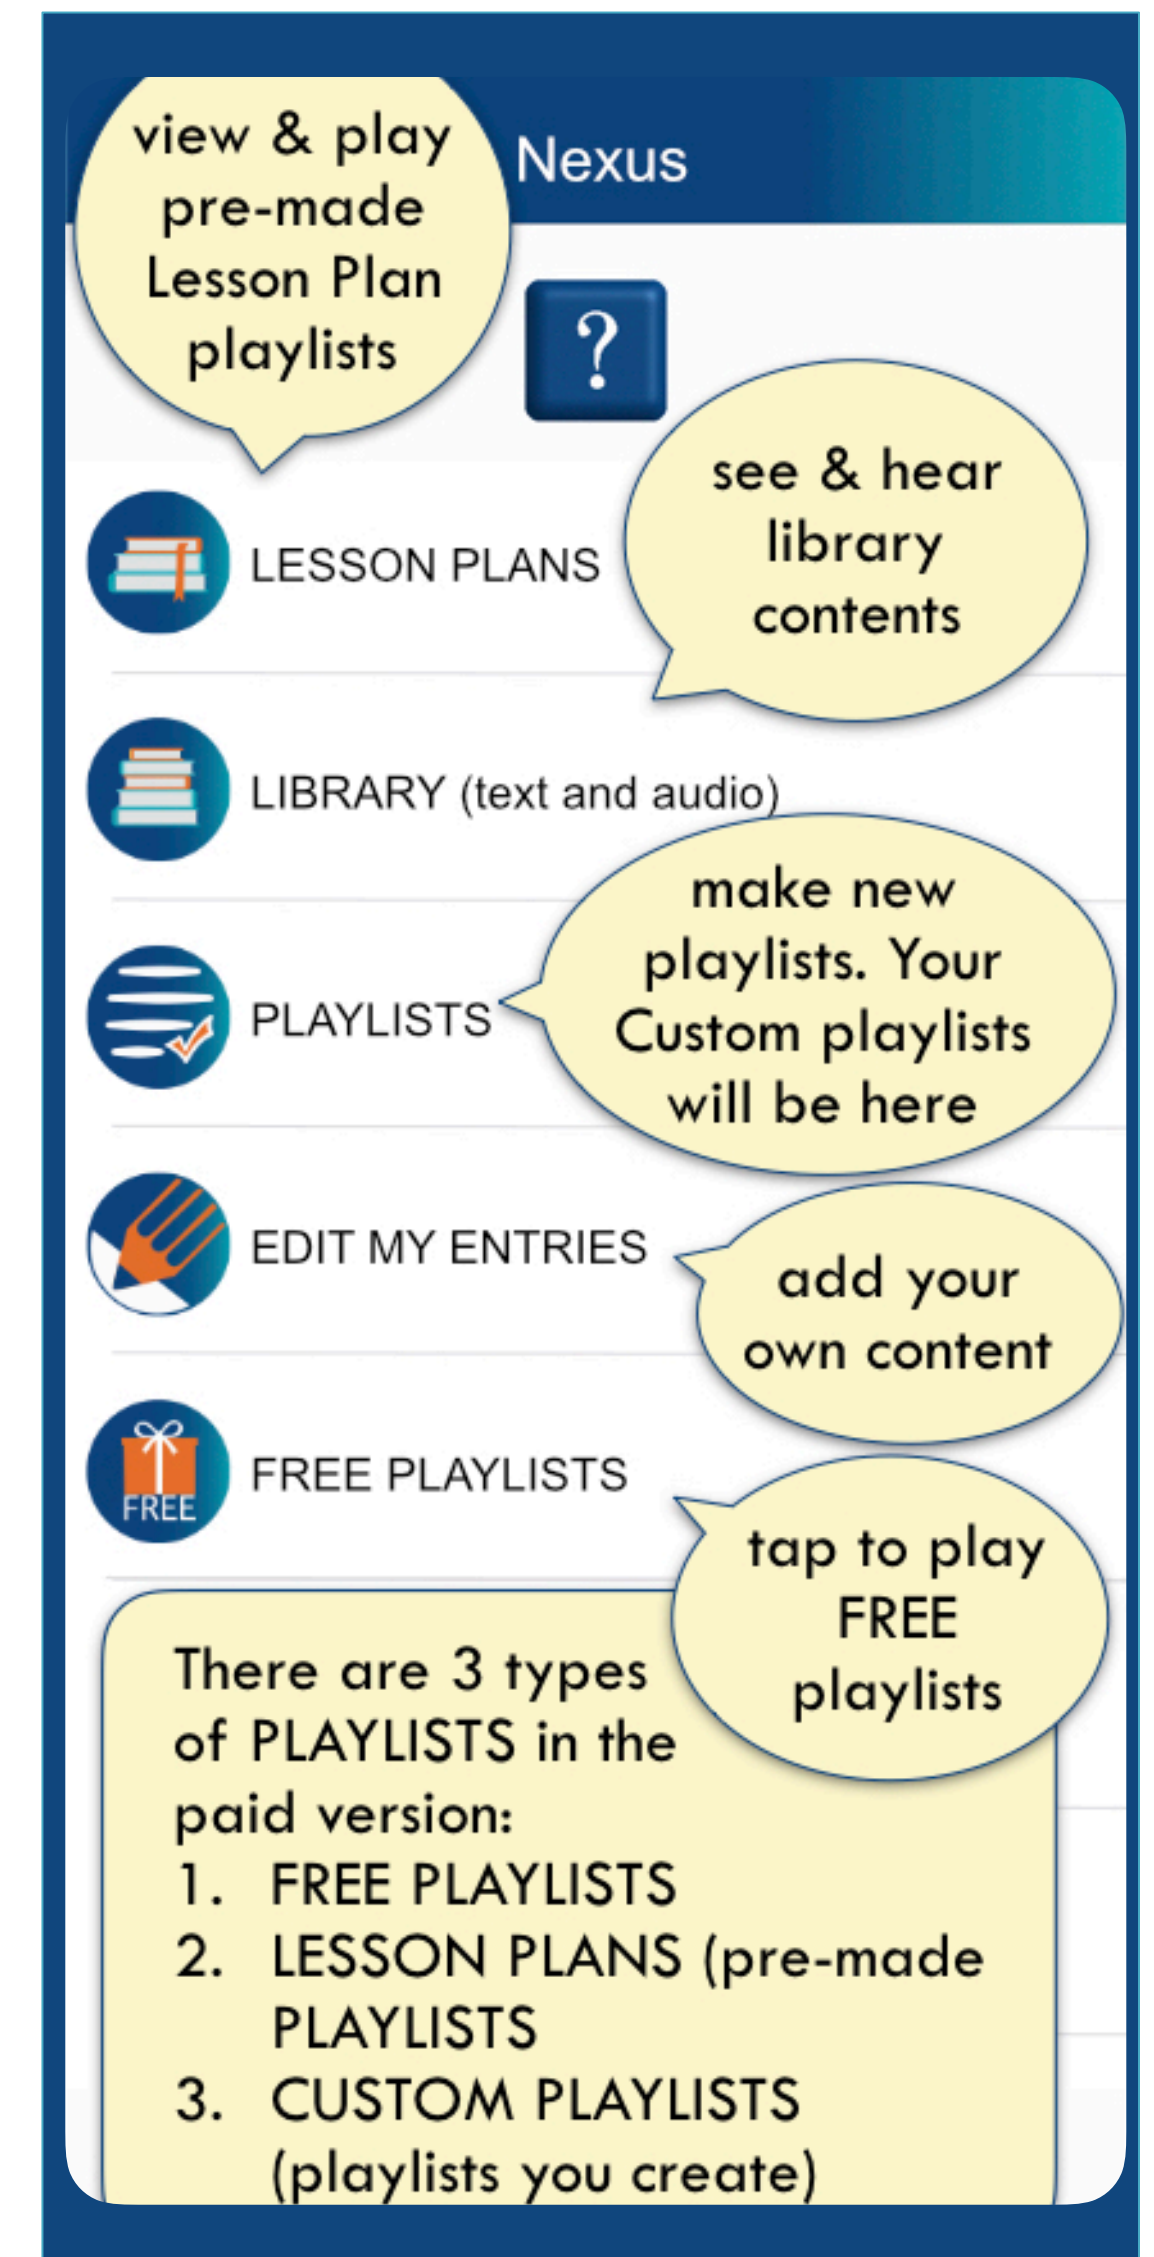 view & play
pre-made
Lesson Plan
playlists
Nexus
?
see & hear
library
contents
LESSON PLANS
LIBRARY (text and audio)
make new
playlists. Your
Custom playlists
will be here
PLAYLISTS
EDIT MY ENTRIES
add your
own content
FREE
FREE PLAYLISTS
tap to play
FREE
playlists
There are 3 types
of PLAYLISTS in the
paid version:
1. FREE PLAYLISTS
2. LESSON PLANS (pre-made
PLAYLISTS
3. CUSTOM PLAYLISTS
(playlists you create)